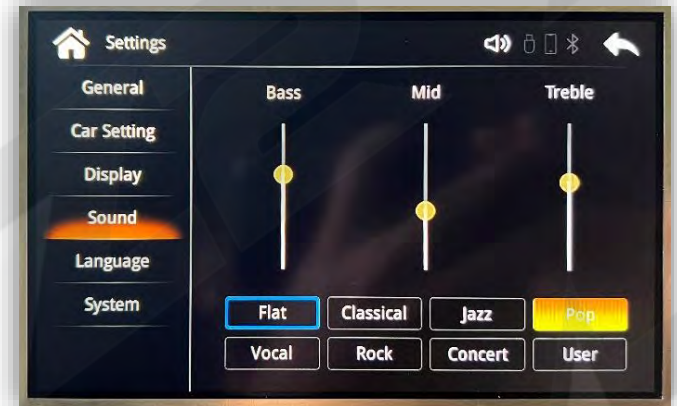 Settings
General
Car Setting
Display
Sound
Language
System
Bass Mid Treble
Flat Classical Jazz Pop
Vocal Rock Concert User